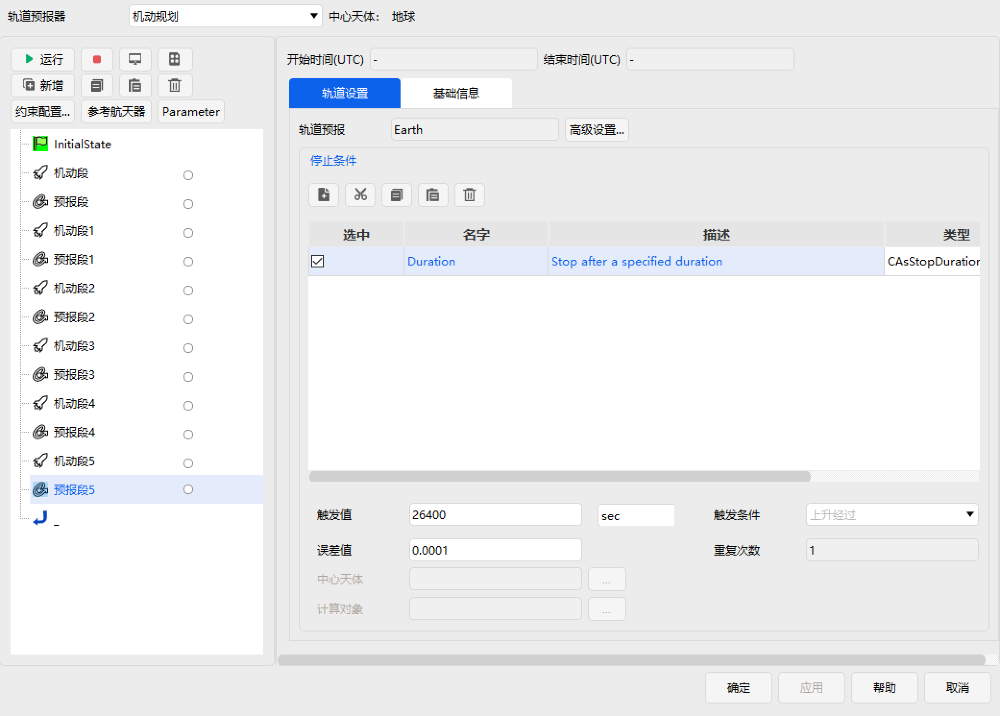 轨道预报器
机动规划
中心天体： 地球
运行
新增
约束配置...
参考航天器
Parameter
InitialState
机动段
预报段
机动段1
预报段1
机动段2
预报段2
机动段3
预报段3
机动段4
预报段4
机动段5
预报段5
_
开始时间(UTC) -
结束时间(UTC) -
轨道设置
基础信息
轨道预报
Earth
高级设置...
停止条件
选中 名字 描述 类型
Duration Stop after a specified duration CAsStopDuration
触发值 26400 sec 触发条件 上升经过
误差值 0.0001 重复次数 1
中心天体 ...
计算对象 ...
确定 应用 帮助 取消